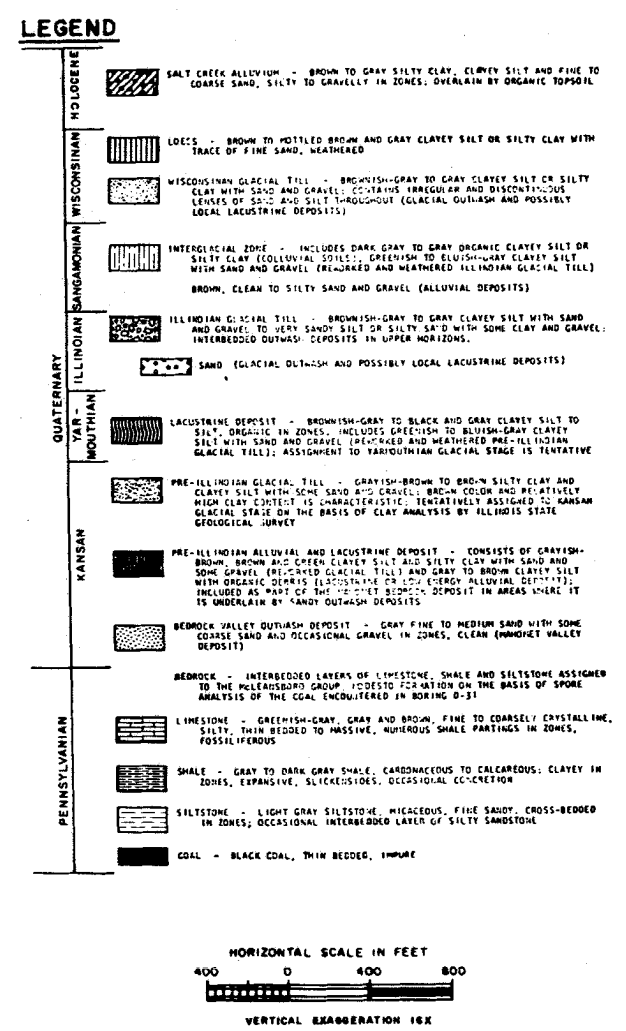 LEGEND
QUATERNARY
HOLOCENE
SALT CREEK ALLUVIUM - BROWN TO GRAY SILTY CLAY, CLAYEY SILT AND FINE TO
COARSE SAND, SILTY TO GRAVELLY IN ZONES; OVERLAIN BY ORGANIC TOPSOIL
WISCONSINAN
LOESS - BROWN TO MOTTLED BROWN AND GRAY CLAYEY SILT OR SILTY CLAY WITH
TRACE OF FINE SAND, WEATHERED
WISCONSINAN GLACIAL TILL - BROWNISH-GRAY TO GRAY CLAYEY SILT OR SILTY
CLAY WITH SAND AND GRAVEL; CONTAINS IRREGULAR AND DISCONTINUOUS
LENSES OF SAND AND SILT THROUGHOUT (GLACIAL OUTWASH AND POSSIBLY
LOCAL LACUSTRINE DEPOSITS)
SANGAMONIAN
INTERGLACIAL ZONE - INCLUDES DARK GRAY TO GRAY ORGANIC CLAYEY SILT OR
SILTY CLAY (COLLUVIAL SOILS), GREENISH TO BLUISH-GRAY CLAYEY SILT
WITH SAND AND GRAVEL (REWORKED AND WEATHERED ILLINOIAN GLACIAL TILL)
BROWN, CLEAN TO SILTY SAND AND GRAVEL (ALLUVIAL DEPOSITS)
ILLINOIAN
ILLINOIAN GLACIAL TILL - BROWNISH-GRAY TO GRAY CLAYEY SILT WITH SAND
AND GRAVEL TO VERY SANDY SILT OR SILTY SAND WITH SOME CLAY AND GRAVEL;
INTERBEDDED OUTWASH DEPOSITS IN UPPER HORIZONS.
SAND (GLACIAL OUTWASH AND POSSIBLY LOCAL LACUSTRINE DEPOSITS)
YAR-
MOUTHIAN
LACUSTRINE DEPOSIT - BROWNISH-GRAY TO BLACK AND GRAY CLAYEY SILT TO
SILT, ORGANIC IN ZONES. INCLUDES GREENISH TO BLUISH-GRAY CLAYEY
SILT WITH SAND AND GRAVEL (REWORKED AND WEATHERED PRE-ILLINOIAN
GLACIAL TILL); ASSIGNMENT TO YARMOUTHIAN GLACIAL STAGE IS TENTATIVE
KANSAN
PRE-ILLINOIAN GLACIAL TILL - GRAYISH-BROWN TO BROWN SILTY CLAY AND
CLAYEY SILT WITH SOME SAND AND GRAVEL; BROWN COLOR AND RELATIVELY
HIGH CLAY CONTENT IS CHARACTERISTIC; TENTATIVELY ASSIGNED TO KANSAN
GLACIAL STAGE ON THE BASIS OF CLAY ANALYSIS BY ILLINOIS STATE
GEOLOGICAL SURVEY
PRE-ILLINOIAN ALLUVIAL AND LACUSTRINE DEPOSIT - CONSISTS OF GRAYISH-
BROWN, BROWN AND GREEN CLAYEY SILT AND SILTY CLAY WITH SAND AND
SOME GRAVEL (REWORKED GLACIAL TILL) AND GRAY TO BROWN CLAYEY SILT
WITH ORGANIC DEBRIS (LACUSTRINE OR LOW ENERGY ALLUVIAL DEPOSIT);
INCLUDED AS PART OF THE MAHOMET BEDROCK DEPOSIT IN AREAS WHERE IT
IS UNDERLAIN BY SANDY OUTWASH DEPOSITS
BEDROCK VALLEY OUTWASH DEPOSIT - GRAY FINE TO MEDIUM SAND WITH SOME
COARSE SAND AND OCCASIONAL GRAVEL IN ZONES, CLEAN (MAHOMET VALLEY
DEPOSIT)
PENNSYLVANIAN
BEDROCK - INTERBEDDED LAYERS OF LIMESTONE, SHALE AND SILTSTONE ASSIGNED
TO THE McLEANSBORO GROUP, MODESTO FORMATION ON THE BASIS OF SPORE
ANALYSIS OF THE COAL ENCOUNTERED IN BORING D-31
LIMESTONE - GREENISH-GRAY, GRAY AND BROWN, FINE TO COARSELY CRYSTALLINE,
SILTY, THIN BEDDED TO MASSIVE, NUMEROUS SHALE PARTINGS IN ZONES,
FOSSILIFEROUS
SHALE - GRAY TO DARK GRAY SHALE, CARBONACEOUS TO CALCAREOUS; CLAYEY IN
ZONES, EXPANSIVE, SLICKENSIDES, OCCASIONAL CONCRETION
SILTSTONE - LIGHT GRAY SILTSTONE, MICACEOUS, FINE SANDY, CROSS-BEDDED
IN ZONES; OCCASIONAL INTERBEDDED LAYER OF SILTY SANDSTONE
COAL - BLACK COAL, THIN BEDDED, IMPURE
HORIZONTAL SCALE IN FEET
400 0 400 800
VERTICAL EXAGGERATION 16X